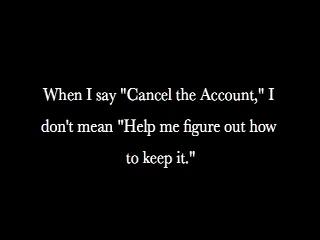 When I say "Cancel the Account," I
don't mean "Help me figure out how
to keep it."